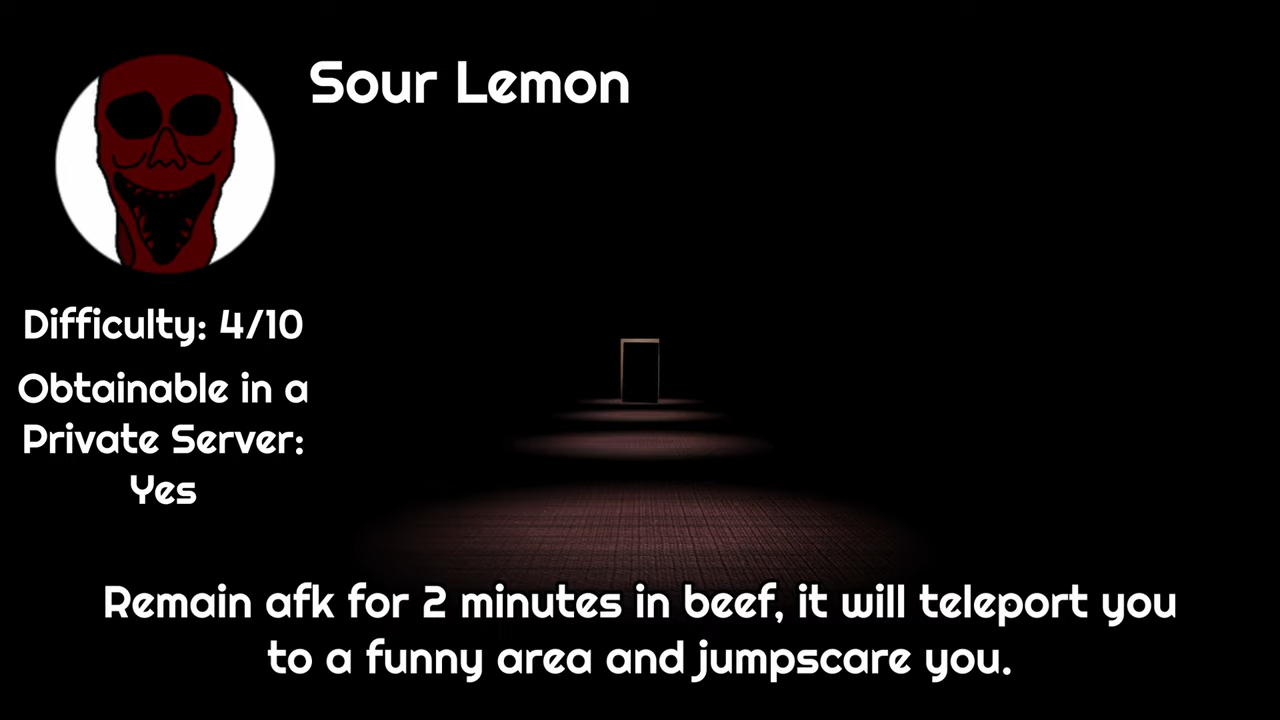 Sour Lemon
Difficulty: 4/10
Obtainable in a
Private Server:
Yes
Remain afk for 2 minutes in beef, it will teleport you
to a funny area and jumpscare you.